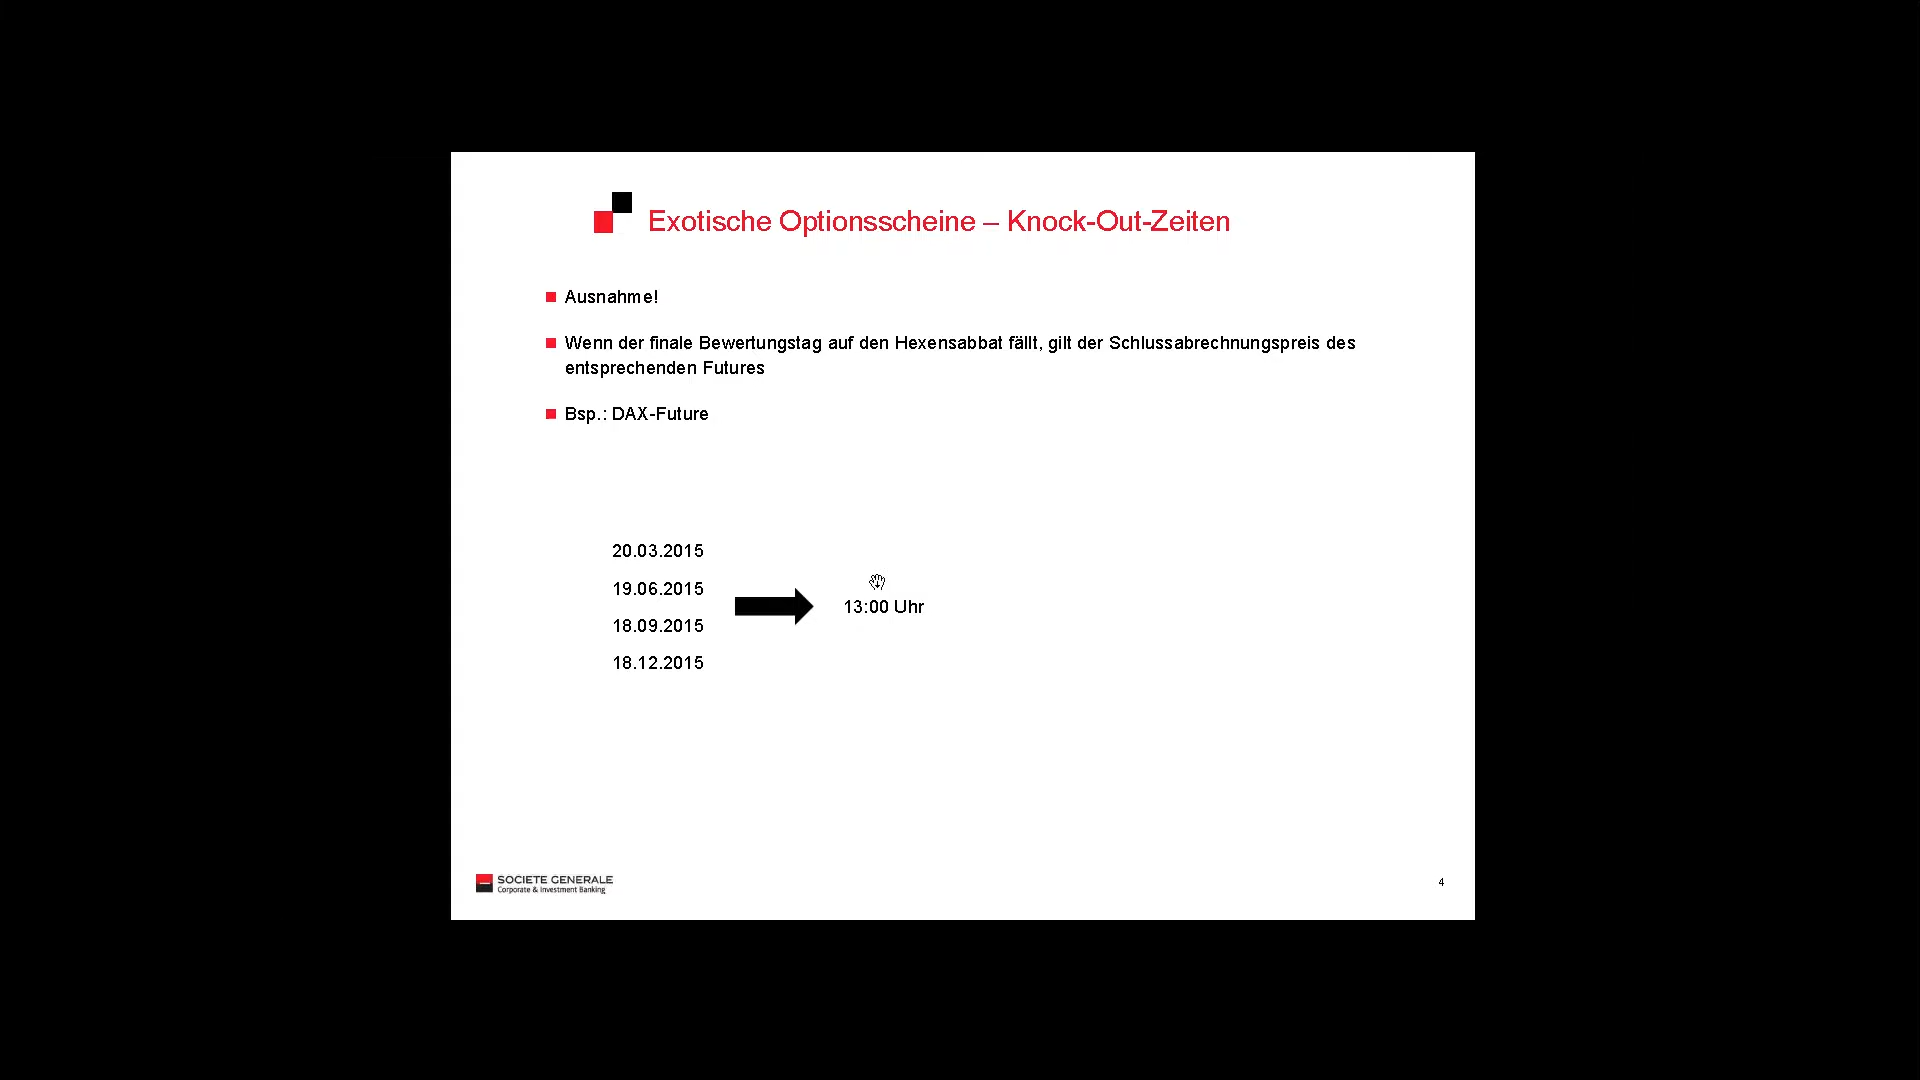 Exotische Optionsscheine – Knock-Out-Zeiten
Ausnahme!
Wenn der finale Bewertungstag auf den Hexensabbat fällt, gilt der Schlussabrechnungspreis des
entsprechenden Futures
Bsp.: DAX-Future
20.03.2015
19.06.2015
18.09.2015
18.12.2015
13:00 Uhr
SOCIETE GENERALE
Corporate & Investment Banking
4